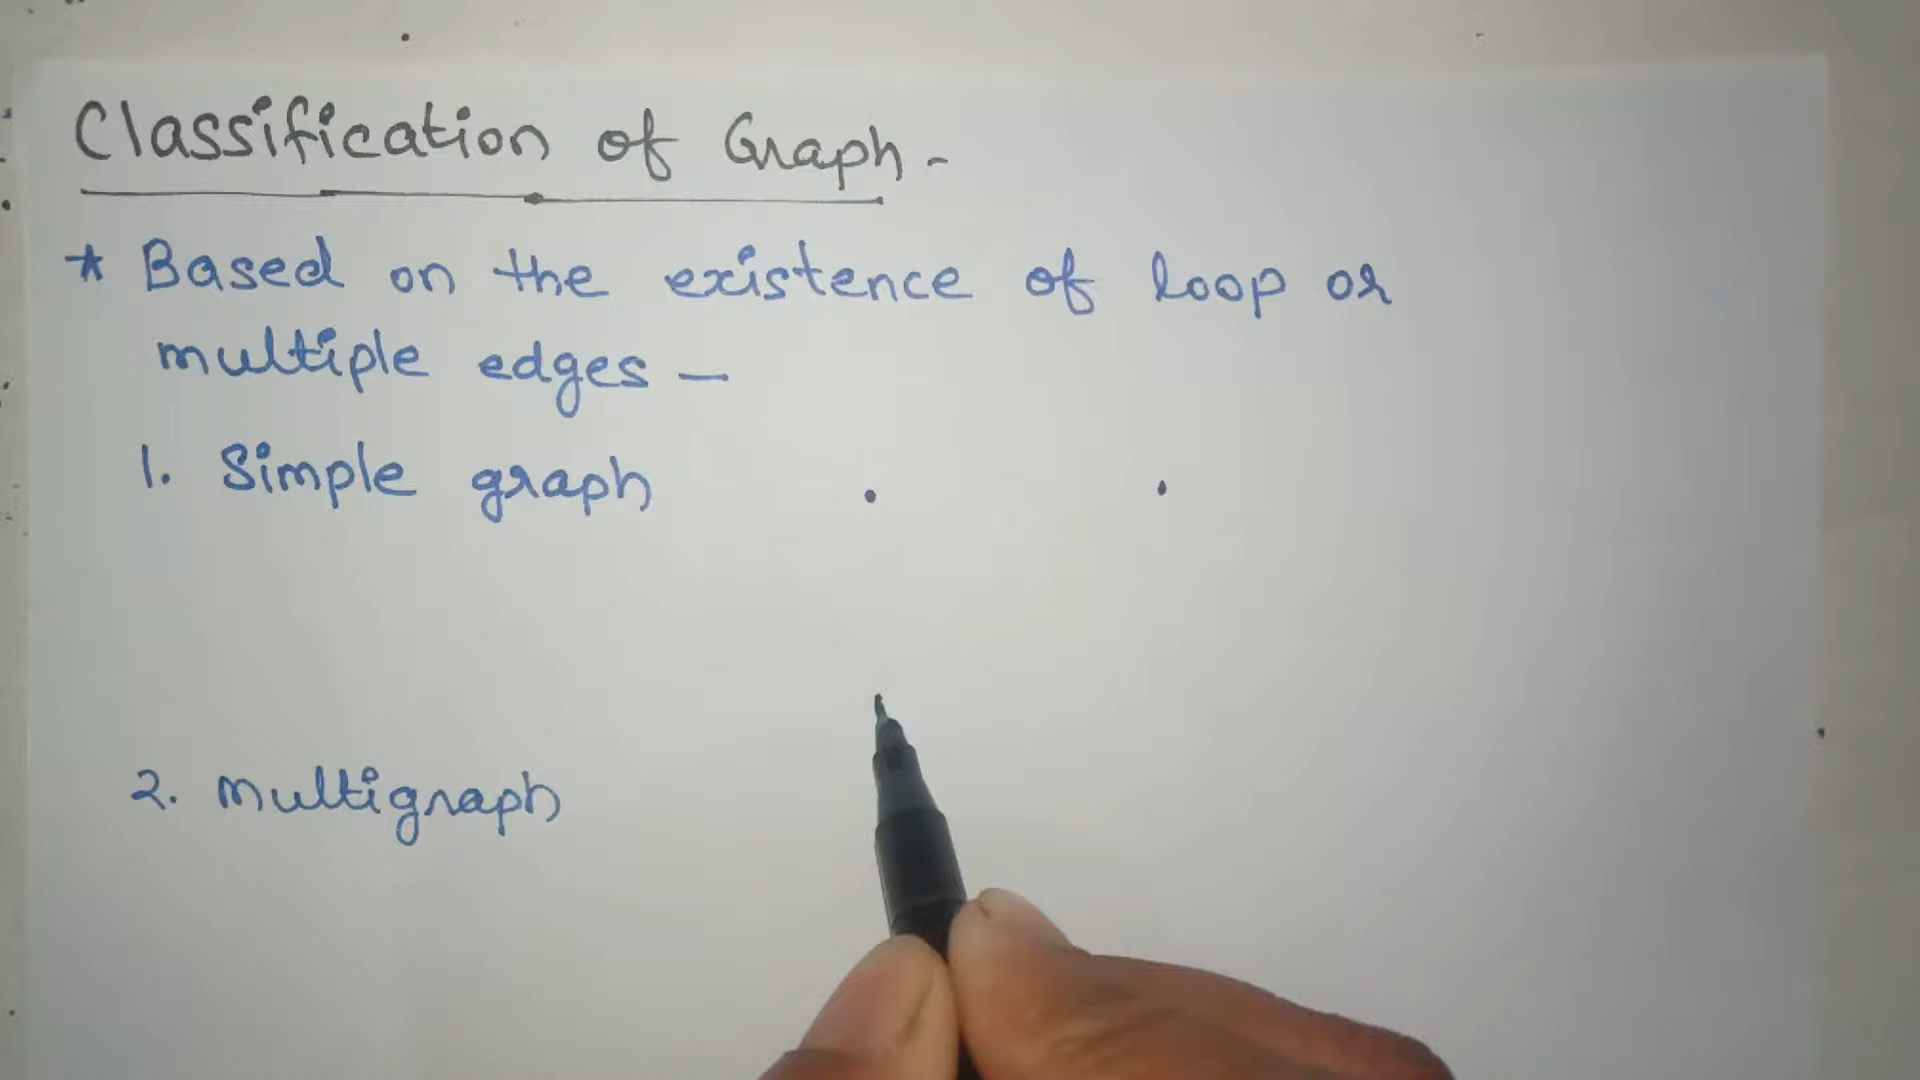 Classification of Graph -
* Based on the existence of loop or
multiple edges -
1. Simple graph
2. multigraph